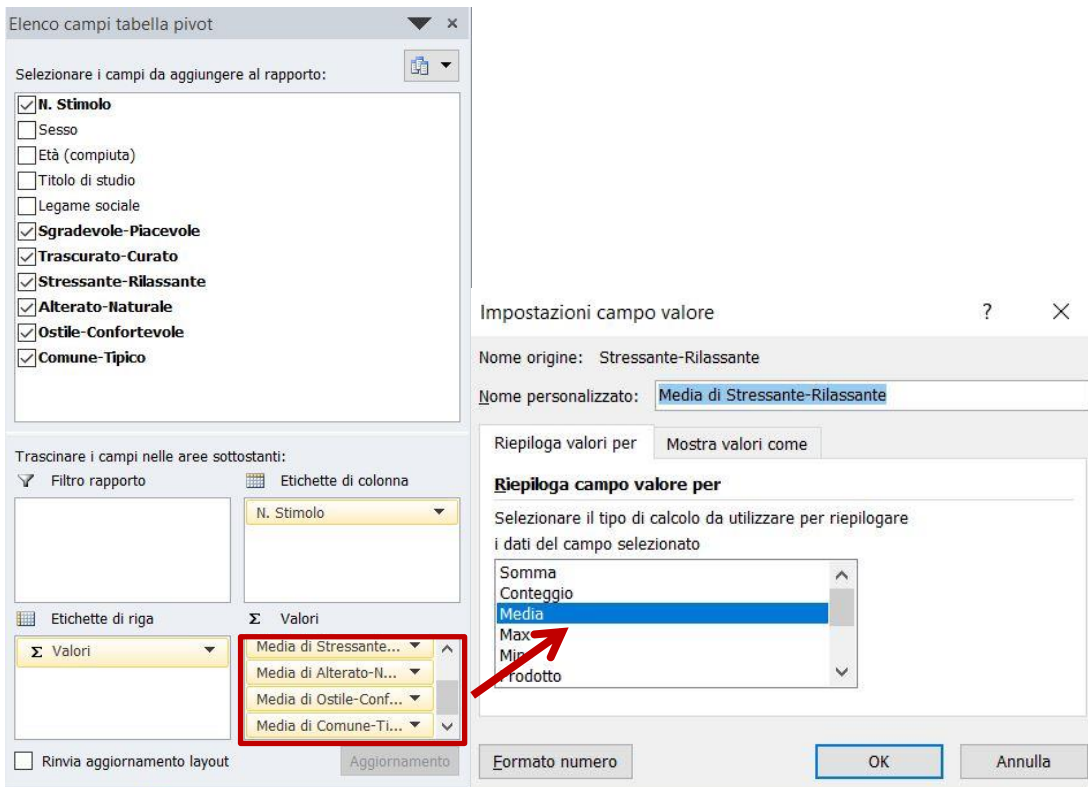 Elenco campi tabella pivot
Selezionare i campi da aggiungere al rapporto:
N. Stimolo
Sesso
Età (compiuta)
Titolo di studio
Legame sociale
Sgradevole-Piacevole
Trascurato-Curato
Stressante-Rilassante
Alterato-Naturale
Ostile-Confortevole
Comune-Tipico
Trascinare i campi nelle aree sottostanti:
Filtro rapporto
Etichette di colonna
N. Stimolo
Etichette di riga
Σ Valori
Σ Valori
Media di Stressante...
Media di Alterato-N...
Media di Ostile-Conf...
Media di Comune-Ti...
Rinvia aggiornamento layout
Aggiornamento
Impostazioni campo valore ?
Nome origine: Stressante-Rilassante
Nome personalizzato: Media di Stressante-Rilassante
Riepiloga valori per
Mostra valori come
Riepiloga campo valore per
Selezionare il tipo di calcolo da utilizzare per riepilogare
i dati del campo selezionato
Somma
Conteggio
Media
Max
Min
Prodotto
Formato numero
OK
Annulla